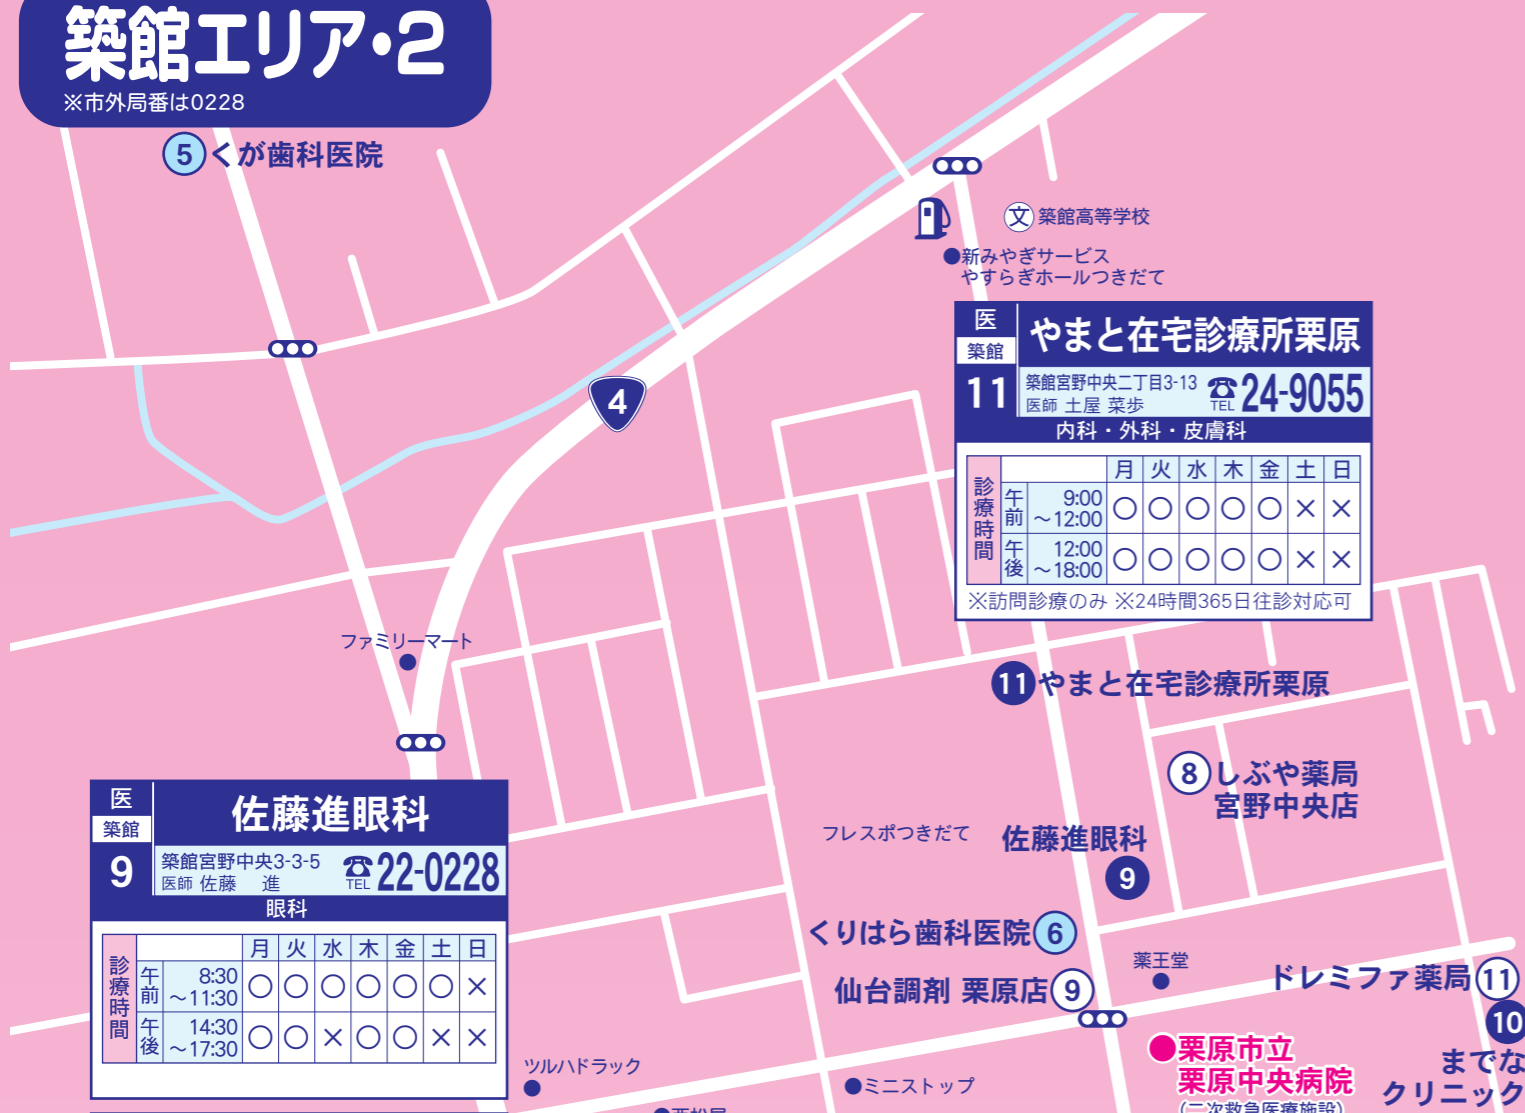 築館エリア・2
※市外局番は0228
5 くが歯科医院
文 築館高等学校
●新みやぎサービス
やすらぎホールつきだて
4
医
築館
11
やまと在宅診療所栗原
築館宮野中央二丁目3-13
医師 土屋 菜歩
TEL 24-9055
内科・外科・皮膚科
診療時間
月 火 水 木 金 土 日
午前 9:00～12:00 ○ ○ ○ ○ ○ × ×
午後 12:00～18:00 ○ ○ ○ ○ ○ × ×
※訪問診療のみ ※24時間365日往診対応可
ファミリーマート
11 やまと在宅診療所栗原
8 しぶや薬局
宮野中央店
医
築館
9
佐藤進眼科
築館宮野中央3-3-5
医師 佐藤 進
TEL 22-0228
眼科
診療時間
月 火 水 木 金 土 日
午前 8:30～11:30 ○ ○ ○ ○ ○ ○ ×
午後 14:30～17:30 ○ ○ × ○ ○ × ×
フレスポつきだて
佐藤進眼科
9
くりはら歯科医院 6
仙台調剤 栗原店 9
薬王堂
ドレミファ薬局 11
10
までな
クリニック
●栗原市立
栗原中央病院
(二次救急医療施設)
ツルハドラック
●ミニストップ